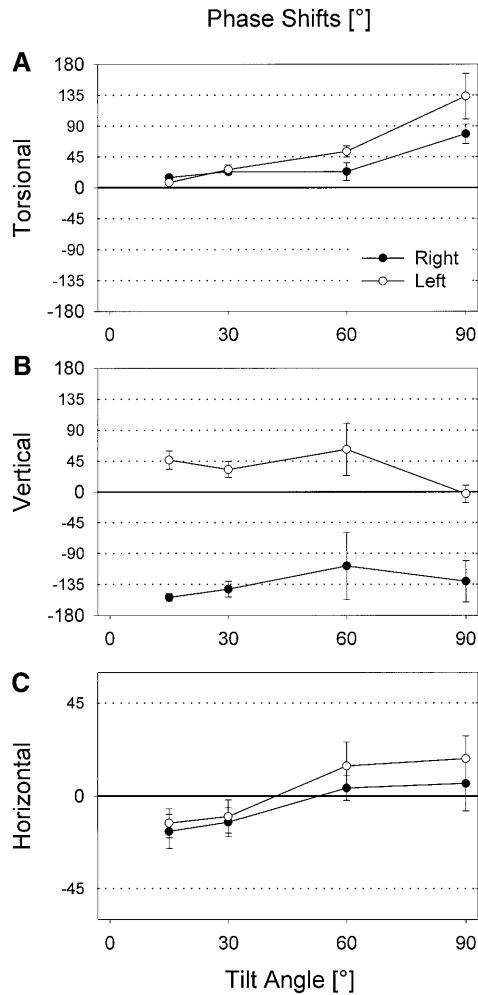 Phase Shifts [°]
A
Torsional
180
135
90
45
0
-45
-90
-135
-180
Right
Left
0 30 60 90
B
Vertical
180
135
90
45
0
-45
-90
-135
-180
0 30 60 90
C
Horizontal
45
0
-45
0 30 60 90
Tilt Angle [°]